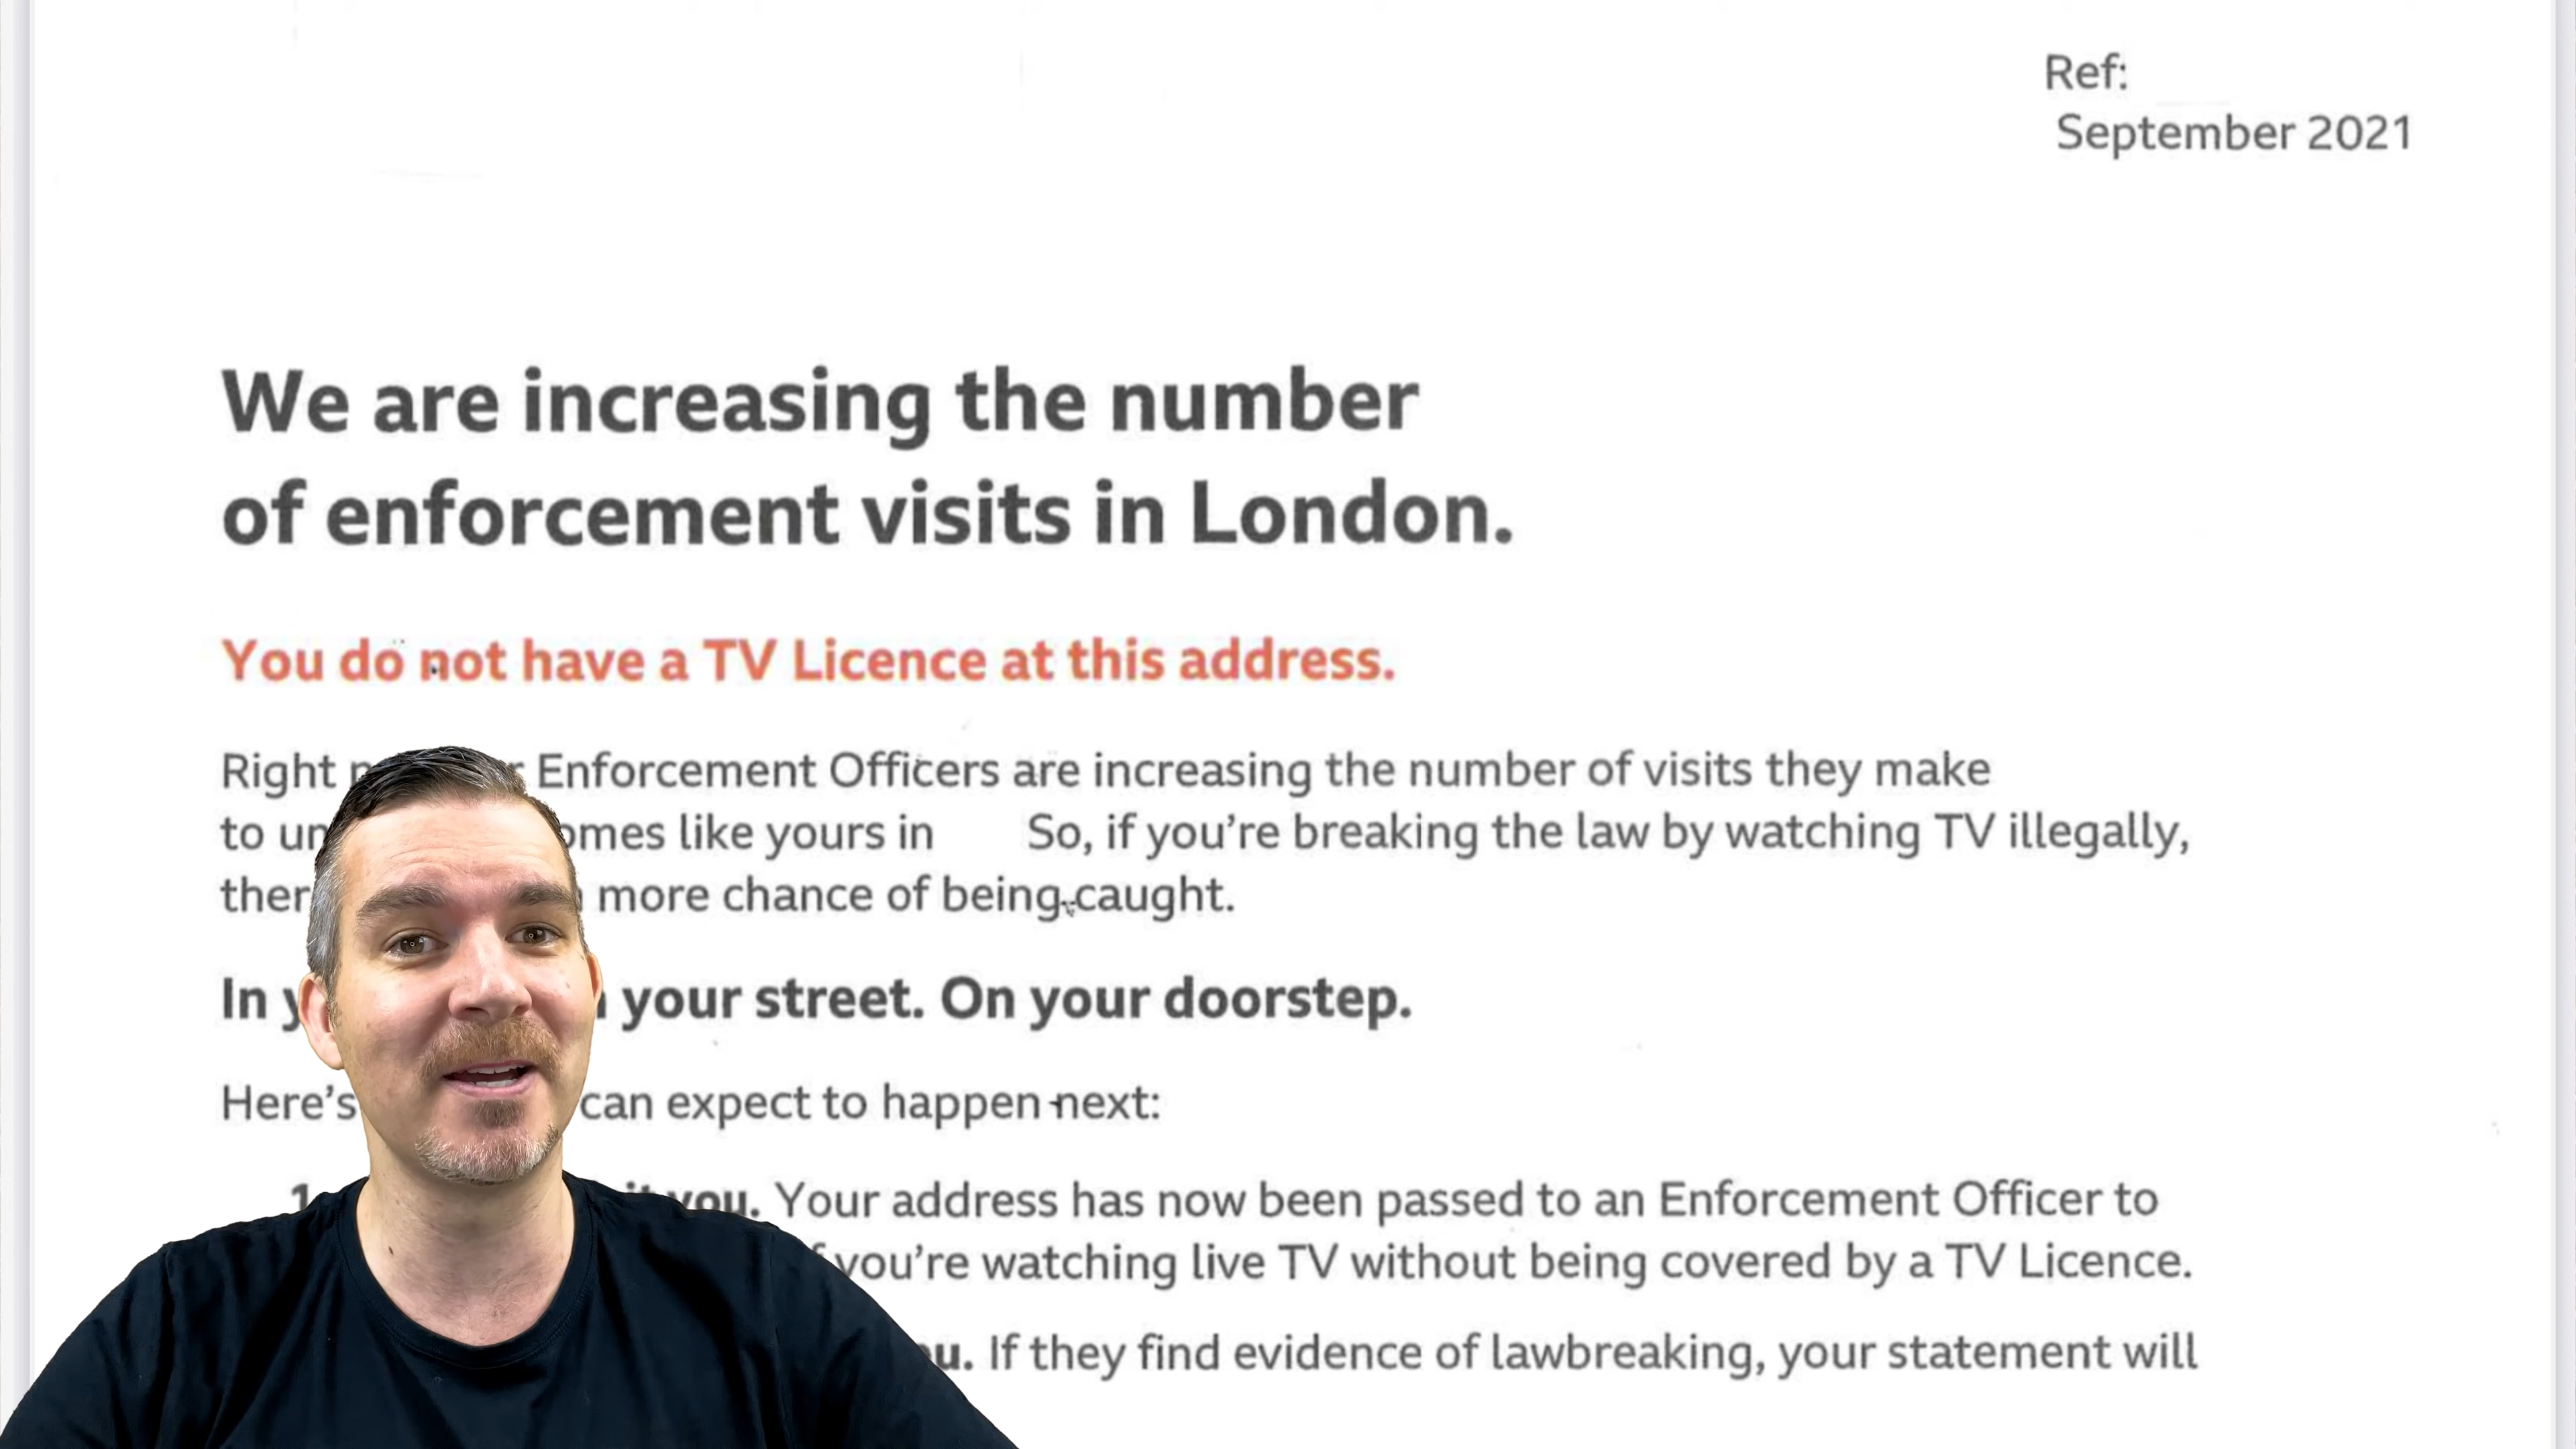 Ref:
September 2021
We are increasing the number
of enforcement visits in London.
You do not have a TV Licence at this address.
Right Enforcement Officers are increasing the number of visits they make
to like yours in So, if you're breaking the law by watching TV illegally,
more chance of being caught.
In your street. On your doorstep.
Here's can expect to happen next:
1 you. Your address has now been passed to an Enforcement Officer to
you're watching live TV without being covered by a TV Licence.
If they find evidence of lawbreaking, your statement will